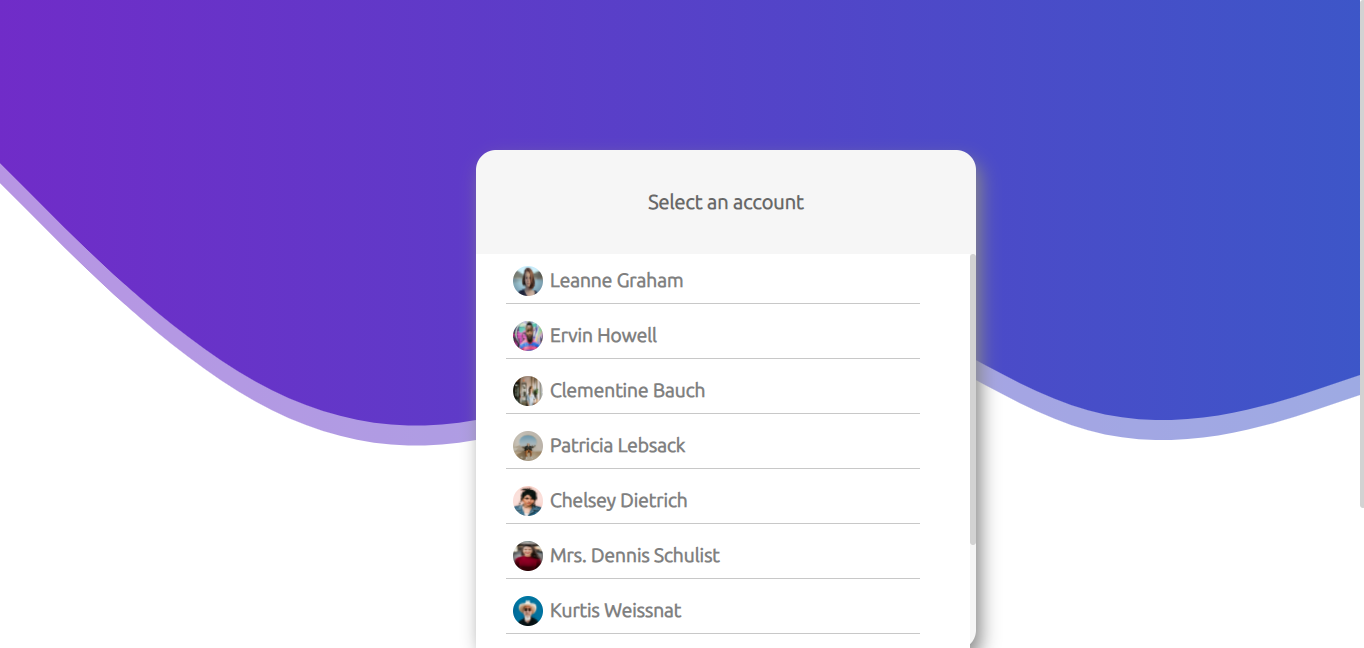 Select an account
Leanne Graham
Ervin Howell
Clementine Bauch
Patricia Lebsack
Chelsey Dietrich
Mrs. Dennis Schulist
Kurtis Weissnat